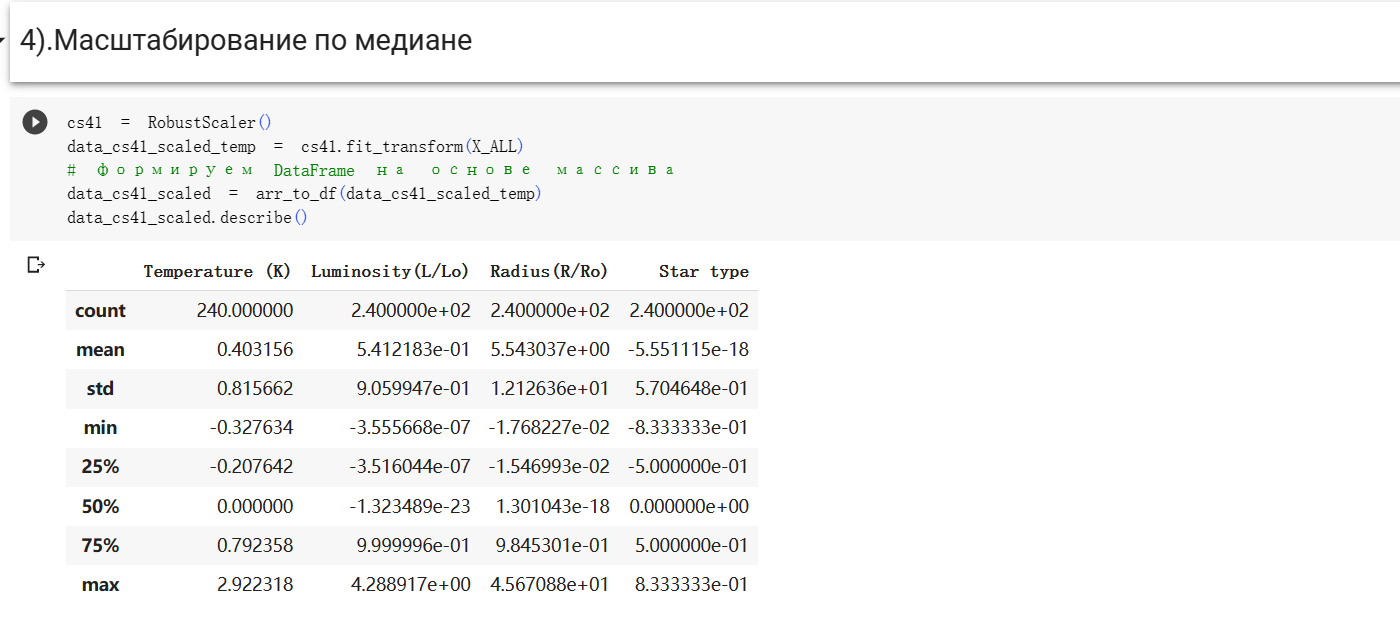 4).Масштабирование по медиане
cs41 = RobustScaler()
data_cs41_scaled_temp = cs41.fit_transform(X_ALL)
# формируем DataFrame на основе массива
data_cs41_scaled = arr_to_df(data_cs41_scaled_temp)
data_cs41_scaled.describe()
Temperature (K) Luminosity(L/Lo) Radius(R/Ro) Star type
count 240.000000 2.400000e+02 2.400000e+02 2.400000e+02
mean 0.403156 5.412183e-01 5.543037e+00 -5.551115e-18
std 0.815662 9.059947e-01 1.212636e+01 5.704648e-01
min -0.327634 -3.555668e-07 -1.768227e-02 -8.333333e-01
25% -0.207642 -3.516044e-07 -1.546993e-02 -5.000000e-01
50% 0.000000 -1.323489e-23 1.301043e-18 0.000000e+00
75% 0.792358 9.999996e-01 9.845301e-01 5.000000e-01
max 2.922318 4.288917e+00 4.567088e+01 8.333333e-01